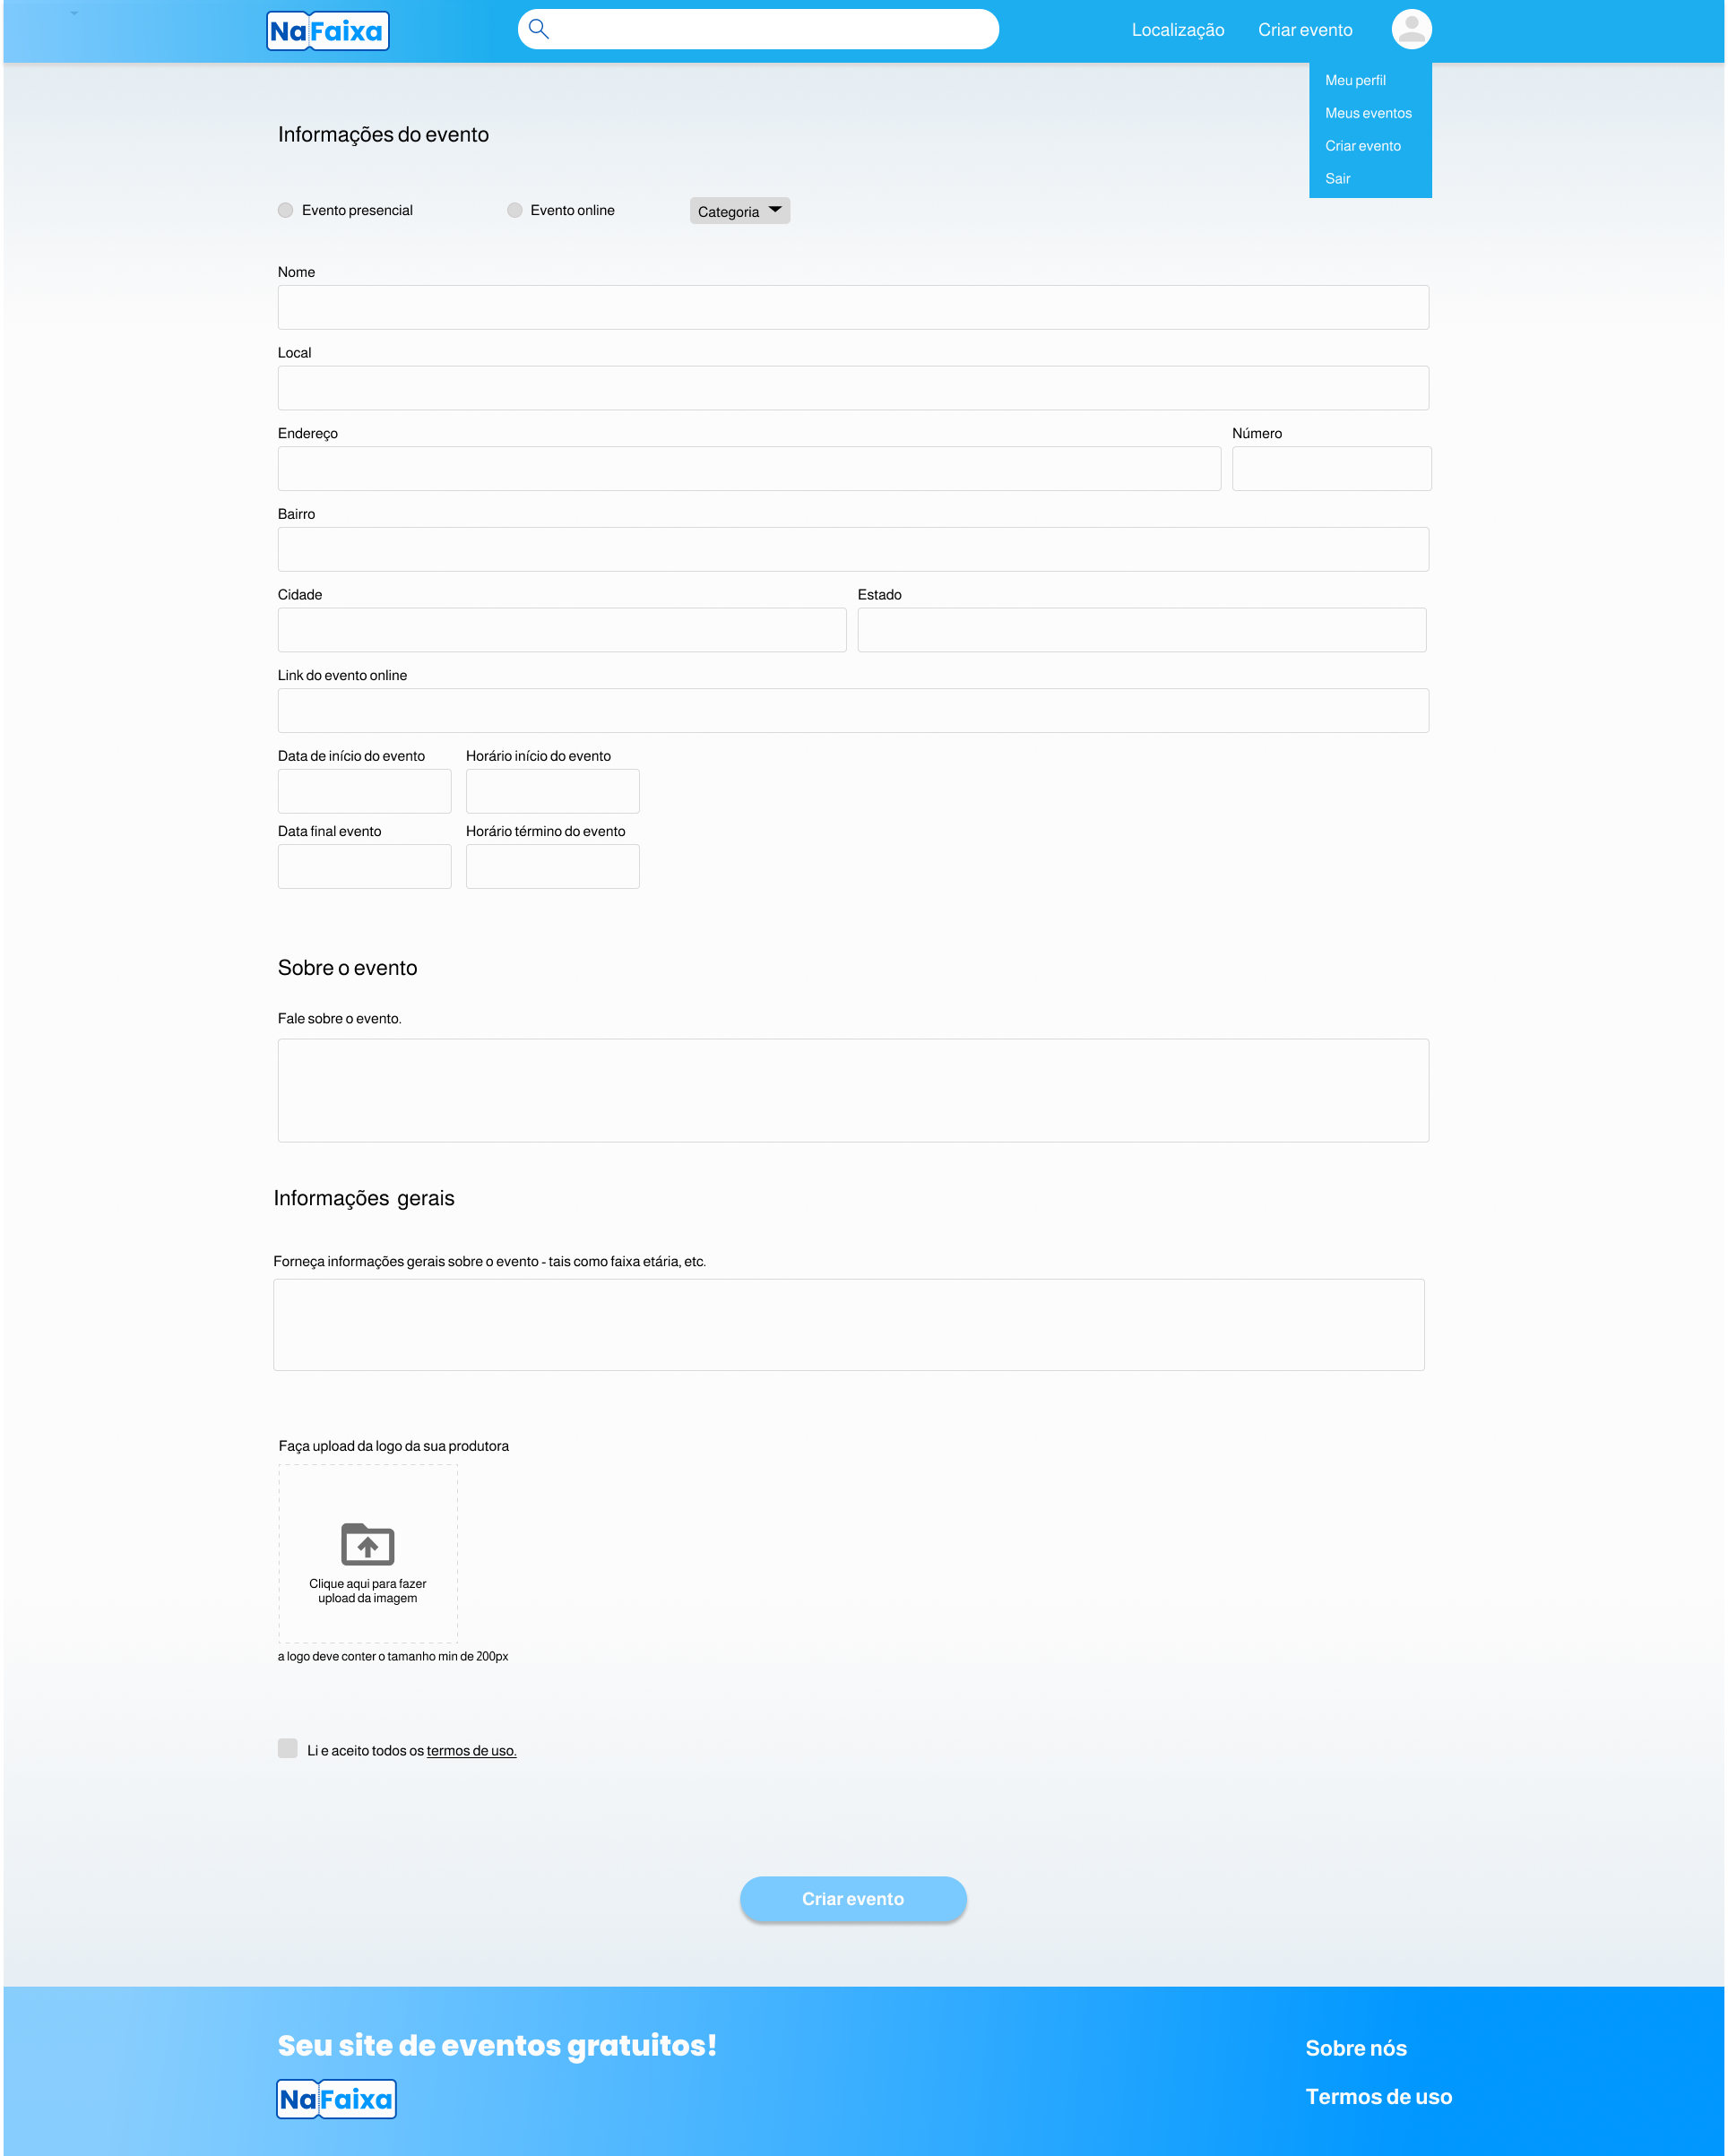 NaFaixa
Localização
Criar evento
Meu perfil
Meus eventos
Criar evento
Sair
Informações do evento
Evento presencial
Evento online
Categoria
Nome
Local
Endereço
Número
Bairro
Cidade
Estado
Link do evento online
Data de início do evento
Horário início do evento
Data final evento
Horário término do evento
Sobre o evento
Fale sobre o evento.
Informações gerais
Forneça informações gerais sobre o evento - tais como faixa etária, etc.
Faça upload da logo da sua produtora
Clique aqui para fazer
upload da imagem
a logo deve conter o tamanho min de 200px
Li e aceito todos os termos de uso.
Criar evento
Seu site de eventos gratuitos!
NaFaixa
Sobre nós
Termos de uso